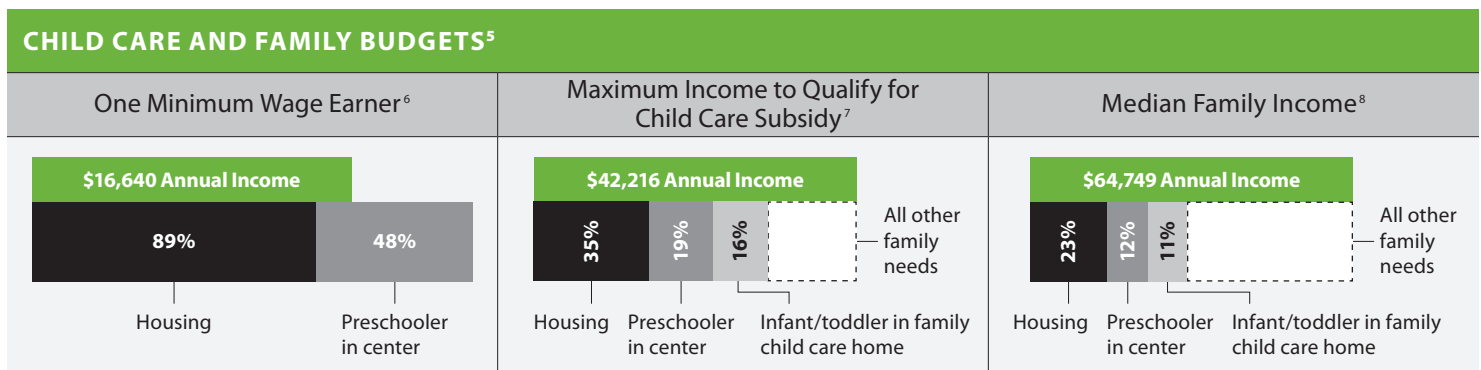 CHILD CARE AND FAMILY BUDGETS⁵
One Minimum Wage Earner⁶
Maximum Income to Qualify for
Child Care Subsidy⁷
Median Family Income⁸
$16,640 Annual Income
89%
48%
Housing
Preschooler
in center
$42,216 Annual Income
35%
19%
16%
All other
family
needs
Housing
Preschooler
in center
Infant/toddler in family
child care home
$64,749 Annual Income
23%
12%
11%
All other
family
needs
Housing
Preschooler
in center
Infant/toddler in family
child care home